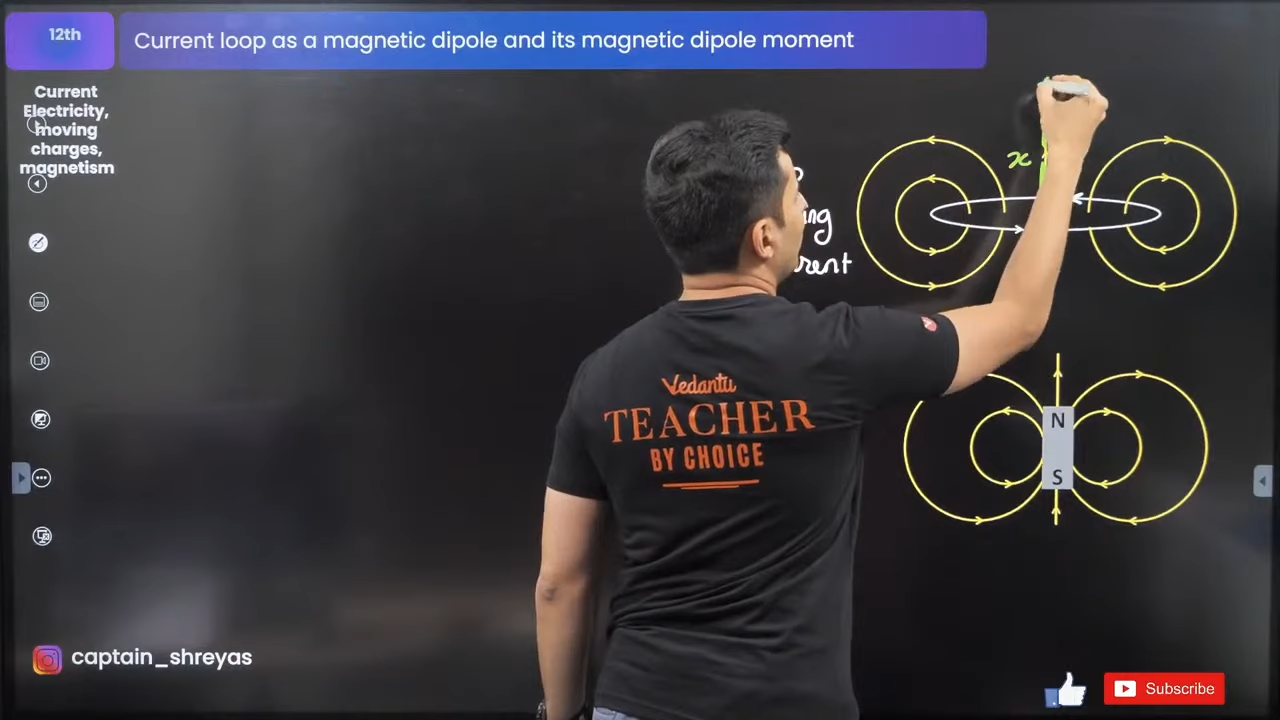 12th
Current loop as a magnetic dipole and its magnetic dipole moment
Current
Electricity,
moving
charges,
magnetism
x
Vedantu
TEACHER
BY CHOICE
N
S
captain_shreyas
Subscribe